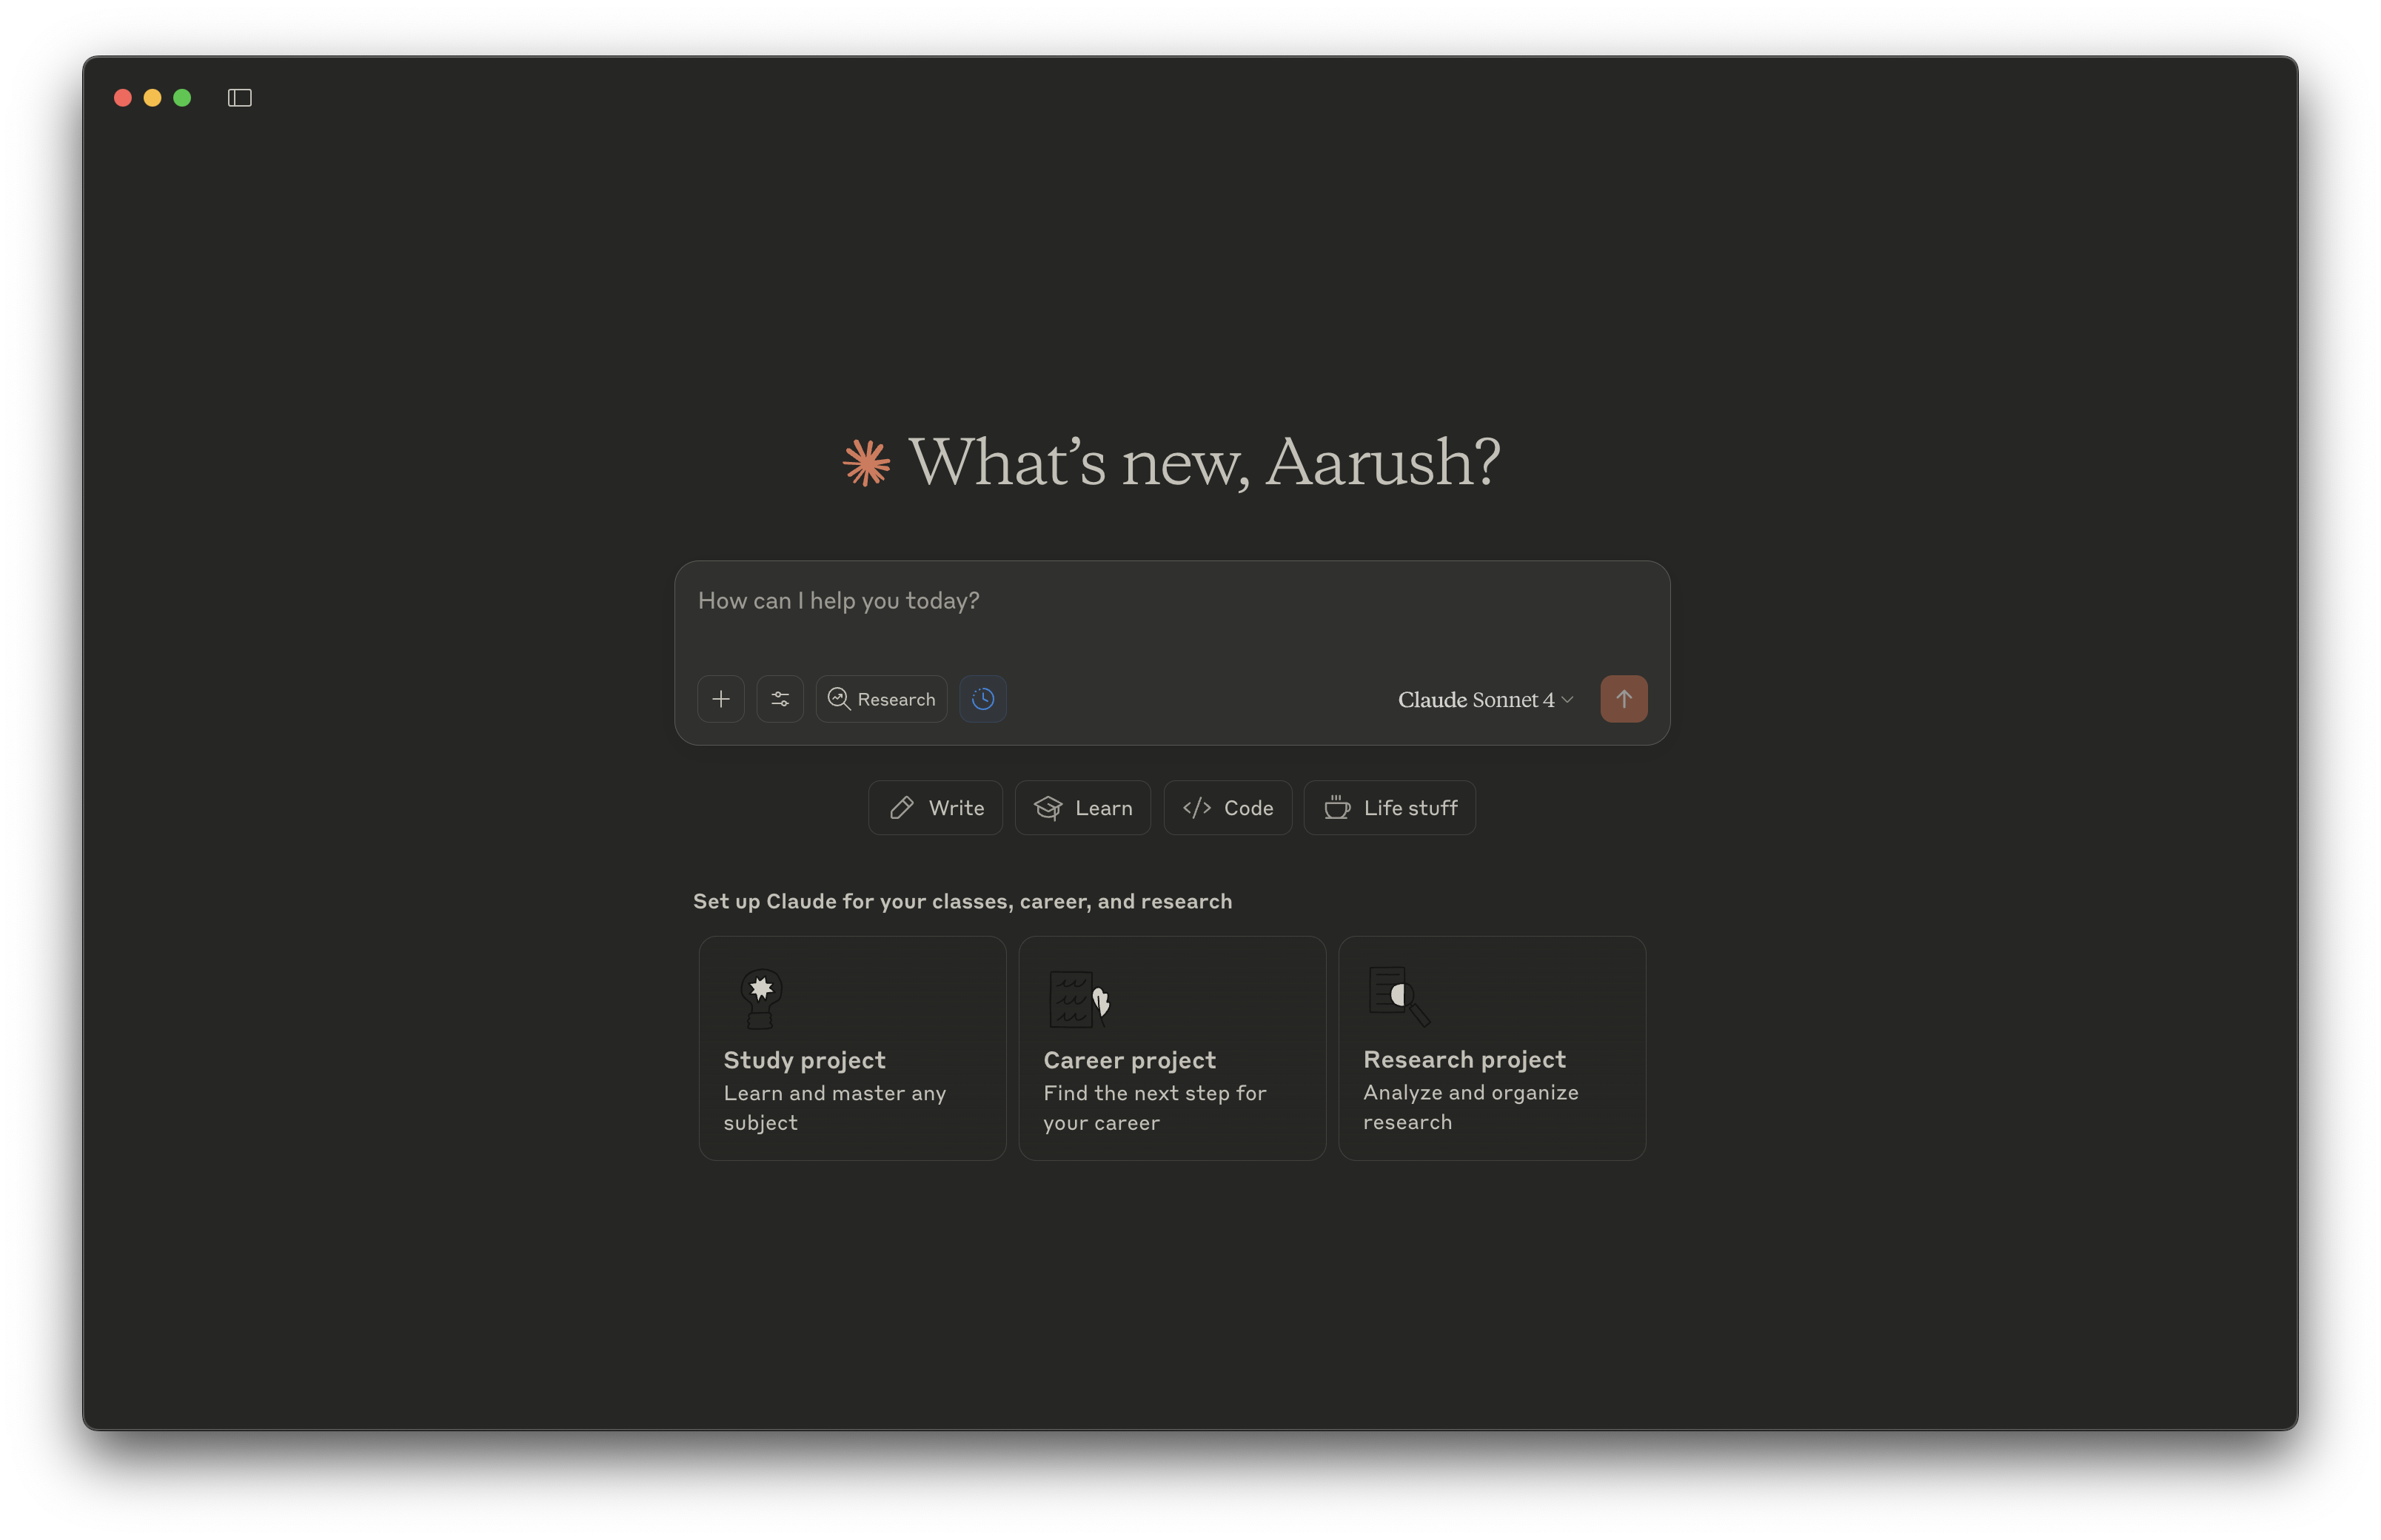 What’s new, Aarush?
How can I help you today?
Research
Claude Sonnet 4
Write
Learn
Code
Life stuff
Set up Claude for your classes, career, and research
Study project
Learn and master any
subject
Career project
Find the next step for
your career
Research project
Analyze and organize
research